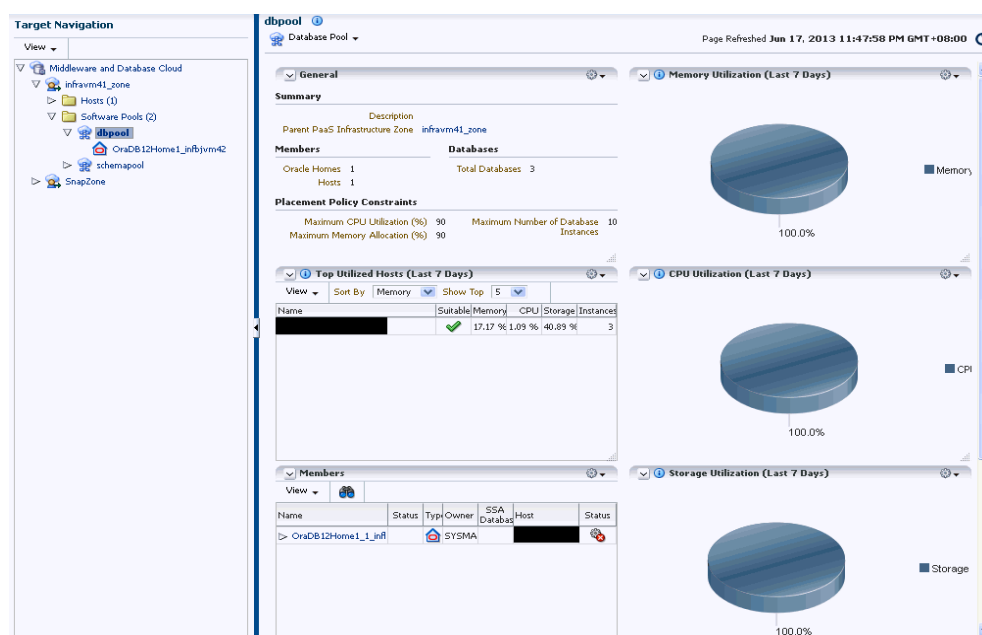 Target Navigation
View
Middleware and Database Cloud
infravm41_zone
Hosts (1)
Software Pools (2)
dbpool
OraDB12Home1_infbjvm42
schemapool
SnapZone
dbpool
Database Pool
Page Refreshed Jun 17, 2013 11:47:58 PM GMT+08:00
General
Summary
Description
Parent PaaS Infrastructure Zone infravm41_zone
Members Databases
Oracle Homes 1 Total Databases 3
Hosts 1
Placement Policy Constraints
Maximum CPU Utilization (%) 90 Maximum Number of Database Instances 10
Maximum Memory Allocation (%) 90
Top Utilized Hosts (Last 7 Days)
View Sort By Memory Show Top 5
Name Suitable Memory CPU Storage Instances
17.17 % 1.09 % 40.89 % 3
Members
View
Name Status Typ Owner SSA Databas Host Status
OraDB12Home1_1_infl SYSMA
Memory Utilization (Last 7 Days)
Memory
100.0%
CPU Utilization (Last 7 Days)
CPI
100.0%
Storage Utilization (Last 7 Days)
Storage
100.0%